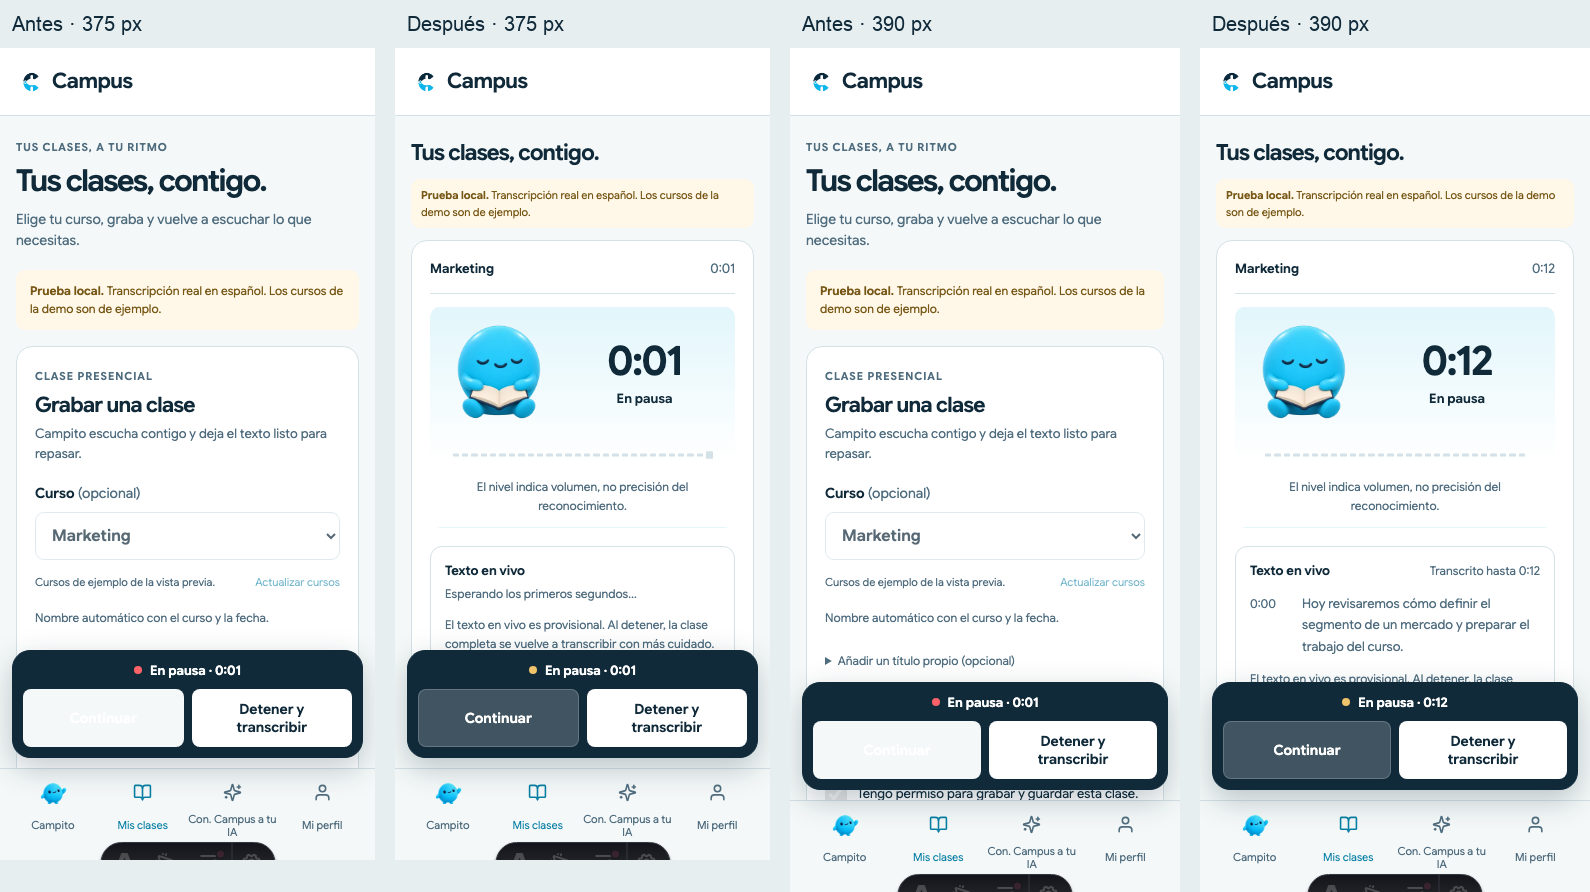 Antes · 375 px
Campus
TUS CLASES, A TU RITMO
Tus clases, contigo.
Elige tu curso, graba y vuelve a escuchar lo que
necesitas.
Prueba local. Transcripción real en español. Los cursos de
la demo son de ejemplo.
CLASE PRESENCIAL
Grabar una clase
Campito escucha contigo y deja el texto listo para
repasar.
Curso (opcional)
Marketing
Cursos de ejemplo de la vista previa.
Actualizar cursos
Nombre automático con el curso y la fecha.
En pausa · 0:01
Continuar
Detener y
transcribir
Campito
Mis clases
Con. Campus a tu
IA
Mi perfil
Después · 375 px
Campus
Tus clases, contigo.
Prueba local. Transcripción real en español. Los cursos de la
demo son de ejemplo.
Marketing
0:01
0:01
En pausa
El nivel indica volumen, no precisión del
reconocimiento.
Texto en vivo
Esperando los primeros segundos...
El texto en vivo es provisional. Al detener, la clase
completa se vuelve a transcribir con más cuidado.
En pausa · 0:01
Continuar
Detener y
transcribir
Campito
Mis clases
Con. Campus a tu
IA
Mi perfil
Antes · 390 px
Campus
TUS CLASES, A TU RITMO
Tus clases, contigo.
Elige tu curso, graba y vuelve a escuchar lo que
necesitas.
Prueba local. Transcripción real en español. Los cursos de la
demo son de ejemplo.
CLASE PRESENCIAL
Grabar una clase
Campito escucha contigo y deja el texto listo para
repasar.
Curso (opcional)
Marketing
Cursos de ejemplo de la vista previa.
Actualizar cursos
Nombre automático con el curso y la fecha.
Añadir un título propio (opcional)
En pausa · 0:01
Continuar
Detener y
transcribir
Tengo permiso para grabar y guardar esta clase.
Campito
Mis clases
Con. Campus a tu
IA
Mi perfil
Después · 390 px
Campus
Tus clases, contigo.
Prueba local. Transcripción real en español. Los cursos de la demo
son de ejemplo.
Marketing
0:12
0:12
En pausa
El nivel indica volumen, no precisión del
reconocimiento.
Texto en vivo
Transcrito hasta 0:12
0:00
Hoy revisaremos cómo definir el
segmento de un mercado y preparar el
trabajo del curso.
El texto en vivo es provisional. Al detener, la clase
En pausa · 0:12
Continuar
Detener y
transcribir
Campito
Mis clases
Con. Campus a tu
IA
Mi perfil